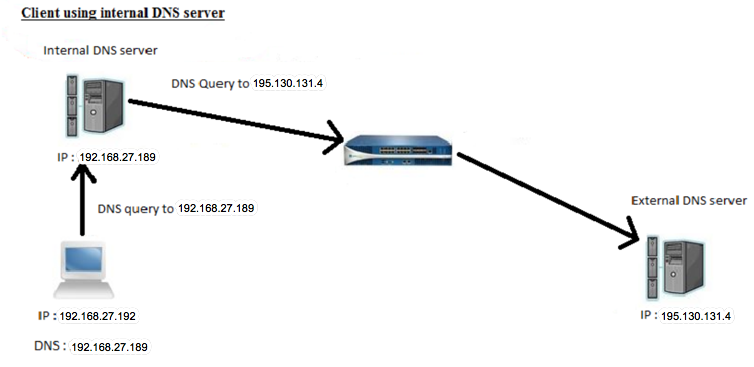 Client using internal DNS server
Internal DNS server
DNS Query to 195.130.131.4
IP : 192.168.27.189
DNS query to 192.168.27.189
External DNS server
IP : 192.168.27.192
IP : 195.130.131.4
DNS : 192.168.27.189